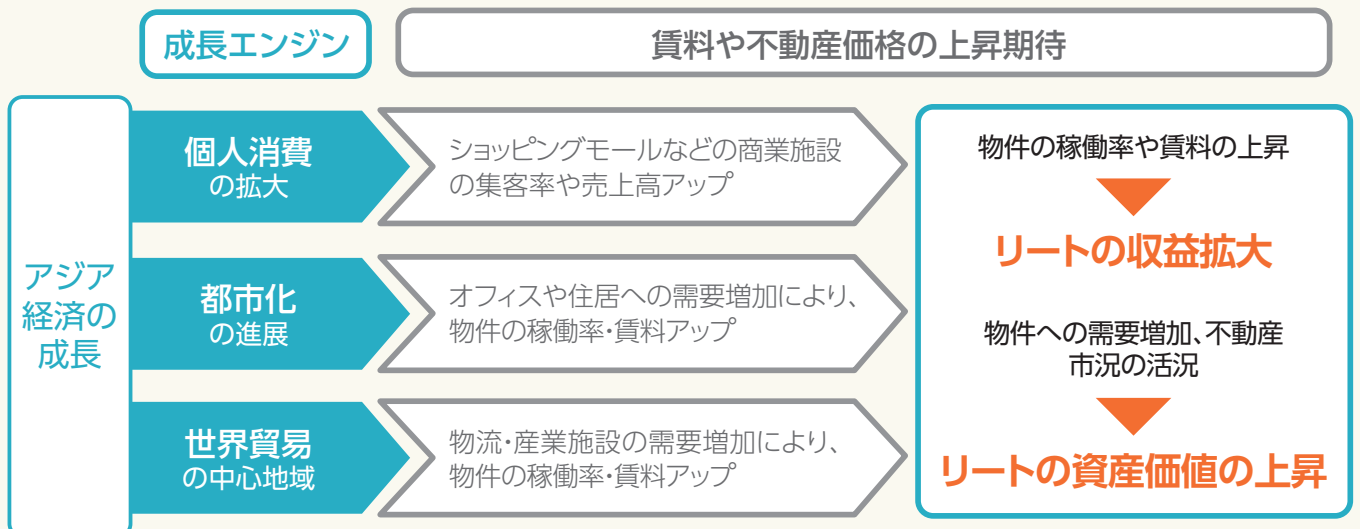 成長エンジン
賃料や不動産価格の上昇期待
アジア
経済の
成長
個人消費
の拡大
ショッピングモールなどの商業施設
の集客率や売上高アップ
都市化
の進展
オフィスや住居への需要増加により、
物件の稼働率・賃料アップ
世界貿易
の中心地域
物流・産業施設の需要増加により、
物件の稼働率・賃料アップ
物件の稼働率や賃料の上昇
リートの収益拡大
物件への需要増加、不動産
市況の活況
リートの資産価値の上昇